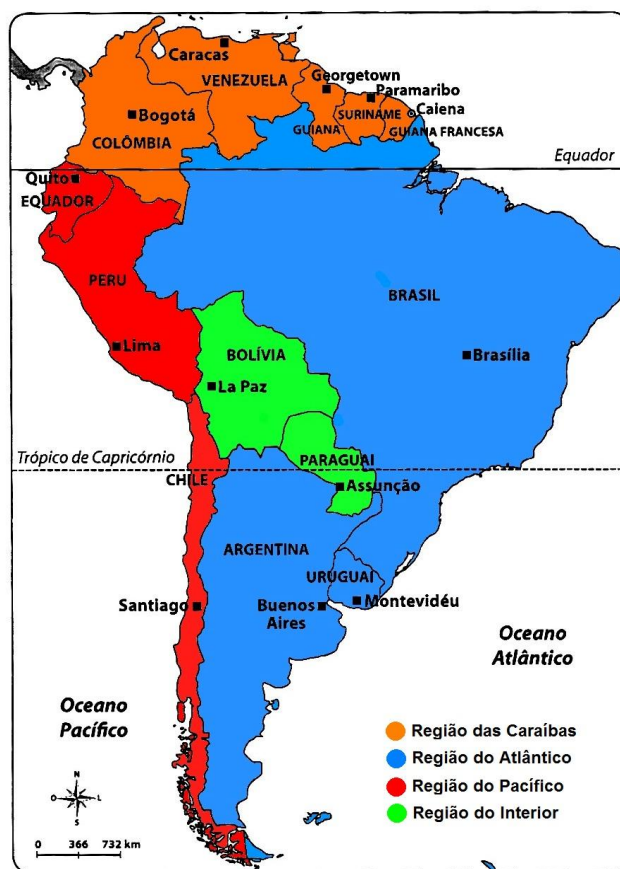 Caracas
VENEZUELA
Georgetown
Paramaribo
Caiena
Bogotá
SURINAME
GUIANA
GUIANA FRANCESA
COLÔMBIA
Equador
Quito
EQUADOR
PERU
BRASIL
Lima
BOLÍVIA
Brasília
La Paz
Trópico de Capricórnio
PARAGUAI
CHILE
Assunção
ARGENTINA
URUGUAI
Santiago
Buenos
Aires
Montevidéu
Oceano
Atlântico
Oceano
Pacífico
Região das Caraíbas
Região do Atlântico
Região do Pacífico
Região do Interior
N
O
L
S
0 366 732 km